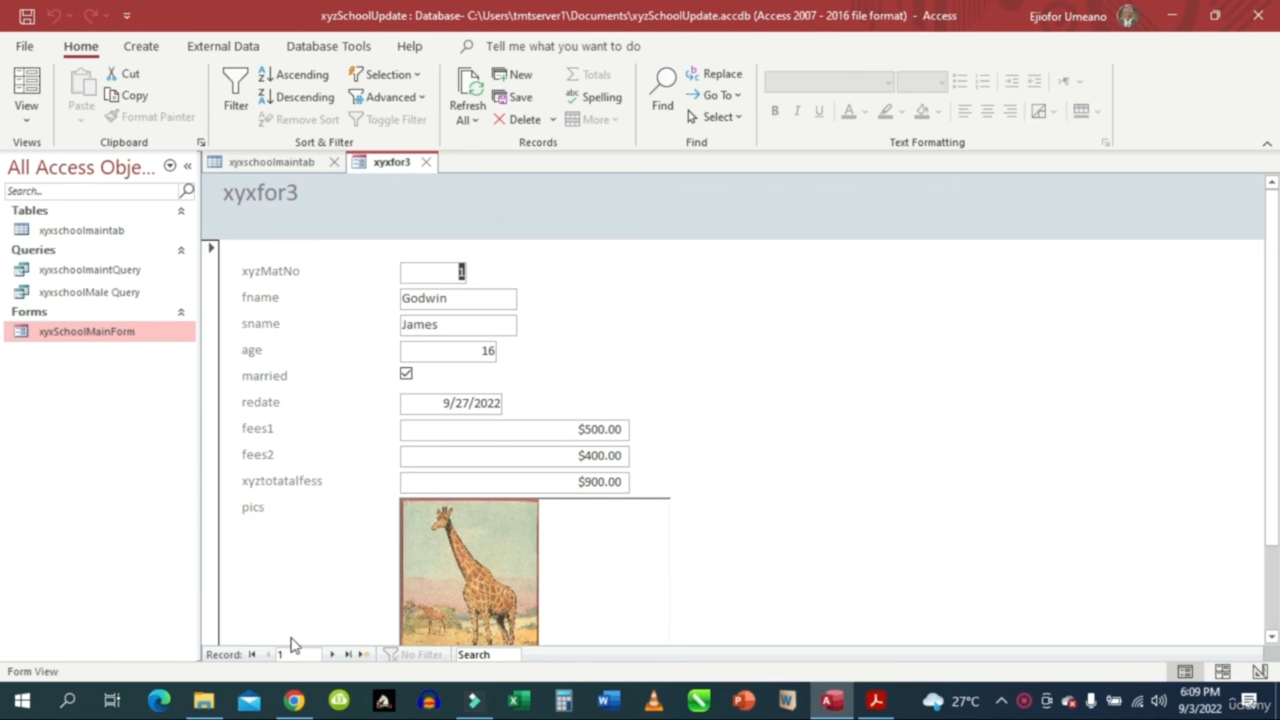 xyzSchoolUpdate : Database- C:\Users\tmtserver1\Documents\xyzSchoolUpdate.accdb (Access 2007 - 2016 file format) - Access
Ejiofor Umeano
File Home Create External Data Database Tools Help Tell me what you want to do
View
Views
Paste
Cut
Copy
Format Painter
Clipboard
Filter
Ascending
Descending
Remove Sort
Selection
Advanced
Toggle Filter
Sort & Filter
Refresh All
New
Save
Delete
Totals
Spelling
More
Records
Find
Replace
Go To
Select
Find
B I U A
Text Formatting
All Access Obje...
Search...
Tables
xyxschoolmaintab
Queries
xyxschoolmaintQuery
xyxschoolMale Query
Forms
xyxSchoolMainForm
xyxschoolmaintab
xyxfor3
xyxfor3
xyzMatNo 1
fname Godwin
sname James
age 16
married
redate 9/27/2022
fees1 $500.00
fees2 $400.00
xyztotatalfess $900.00
pics
Record: 1 No Filter Search
Form View
27°C
6:09 PM
9/3/2022
udemy